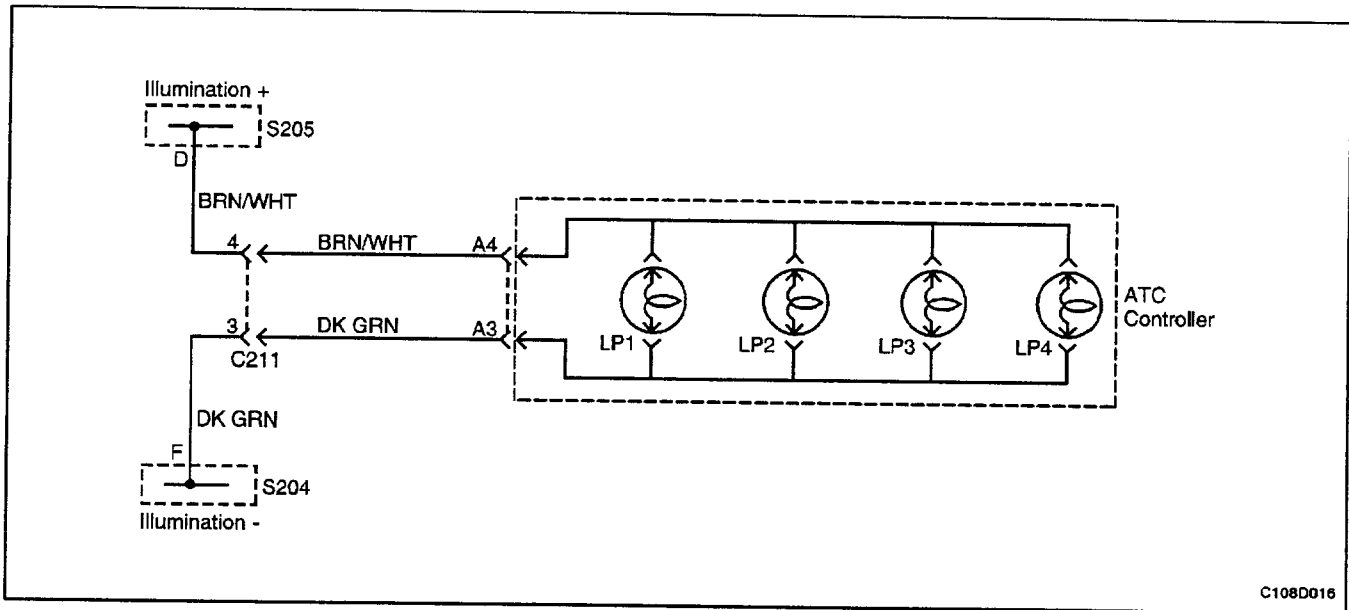 Illumination +
S205
D
BRN/WHT
4
BRN/WHT
A4
3
DK GRN
A3
C211
LP1
LP2
LP3
LP4
ATC
Controller
DK GRN
F
S204
Illumination -
C108D016